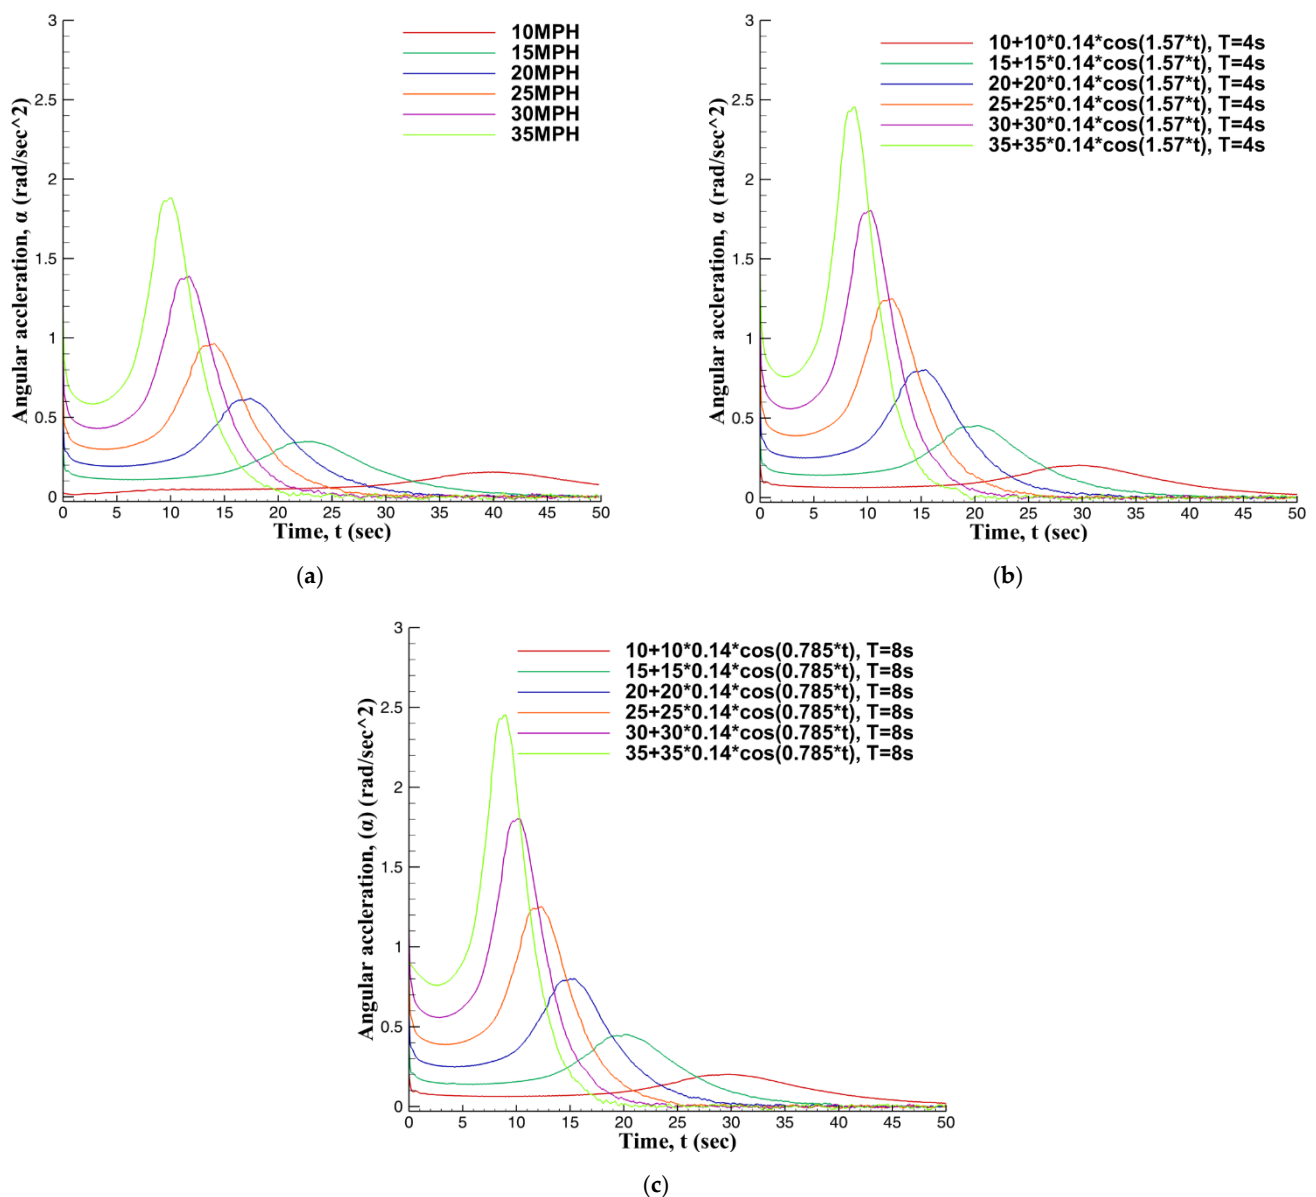 3
2.5
2
1.5
1
0.5
0
Angular accleration, α (rad/sec^2)
10MPH
15MPH
20MPH
25MPH
30MPH
35MPH
0 5 10 15 20 25 30 35 40 45 50
Time, t (sec)
(a)
3
2.5
2
1.5
1
0.5
0
Angular accleration, α (rad/sec^2)
10+10*0.14*cos(1.57*t), T=4s
15+15*0.14*cos(1.57*t), T=4s
20+20*0.14*cos(1.57*t), T=4s
25+25*0.14*cos(1.57*t), T=4s
30+30*0.14*cos(1.57*t), T=4s
35+35*0.14*cos(1.57*t), T=4s
0 5 10 15 20 25 30 35 40 45 50
Time, t (sec)
(b)
3
2.5
2
1.5
1
0.5
0
Angular accleration, (α) (rad/sec^2)
10+10*0.14*cos(0.785*t), T=8s
15+15*0.14*cos(0.785*t), T=8s
20+20*0.14*cos(0.785*t), T=8s
25+25*0.14*cos(0.785*t), T=8s
30+30*0.14*cos(0.785*t), T=8s
35+35*0.14*cos(0.785*t), T=8s
0 5 10 15 20 25 30 35 40 45 50
Time, t (sec)
(c)